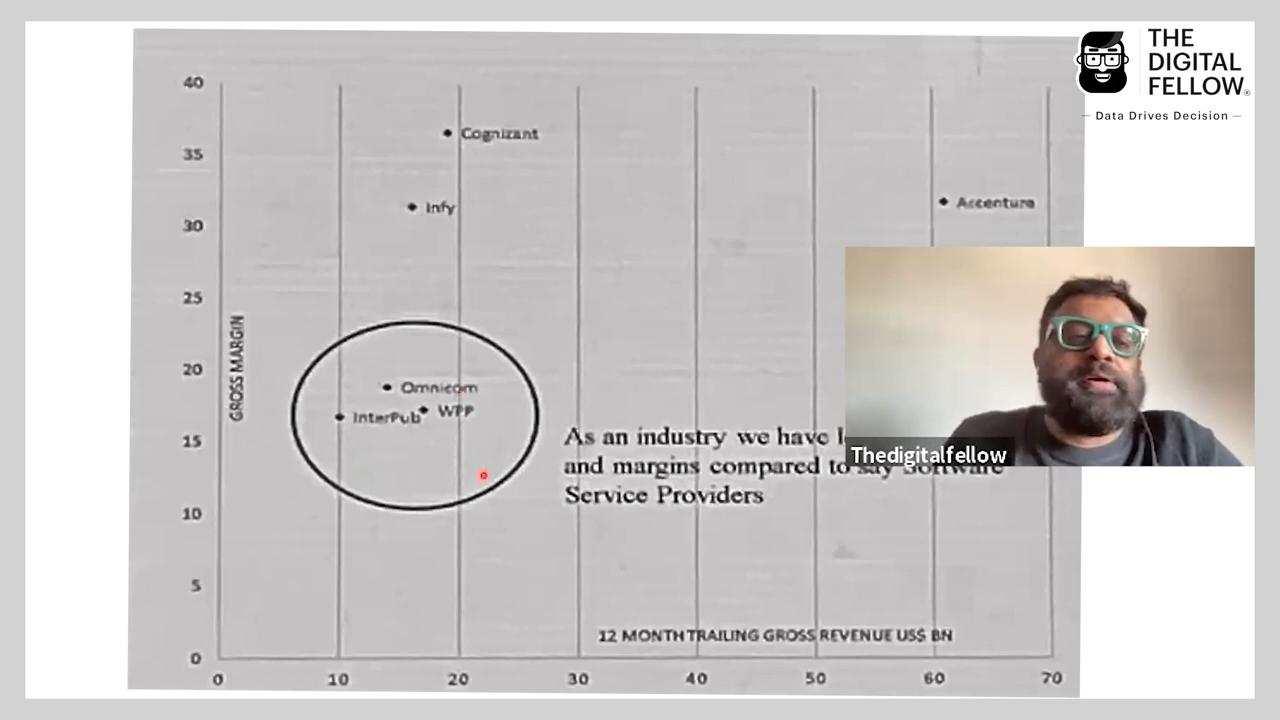 THE
DIGITAL
FELLOW®
— Data Drives Decision —
40
Cognizant
35
Infy
Accenture
30
25
GROSS MARGIN
20
Omnicom
InterPub
WPP
15
As an industry we have
and margins compared to say Software
Service Providers
Thedigitalfellow
10
5
12 MONTH TRAILING GROSS REVENUE US$ BN
0
0 10 20 30 40 50 60 70